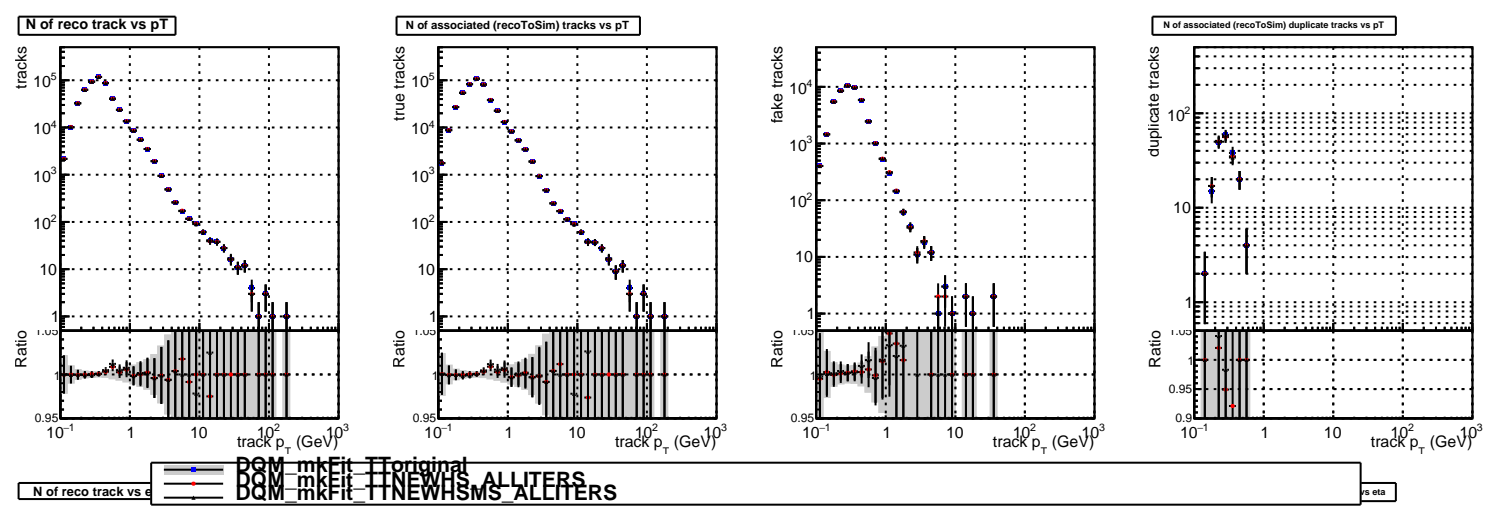 N of reco track vs pT
N of associated (recoToSim) tracks vs pT
N of associated (recoToSim) duplicate tracks vs pT
tracks
10^5
10^4
10^3
10^2
10
1
Ratio
1.05
0.95
10^-1 1 10 10^2 10^3
track p_T (GeV)
true tracks
10^5
10^4
10^3
10^2
10
1
Ratio
1.05
0.95
10^-1 1 10 10^2 10^3
track p_T (GeV)
fake tracks
10^4
10^3
10^2
10
1
Ratio
1.05
0.95
10^-1 1 10 10^2 10^3
track p_T (GeV)
duplicate tracks
10^2
10
1
Ratio
1.05
1
0.95
0.9
10^-1 1 10 10^2 10^3
track p_T (GeV)
DQM_mkFit_TToriginal
DQM_mkFit_TTNEWHS_ALLITERS
DQM_mkFit_TTNEWHSMS_ALLITERS
N of reco track vs e
vs eta